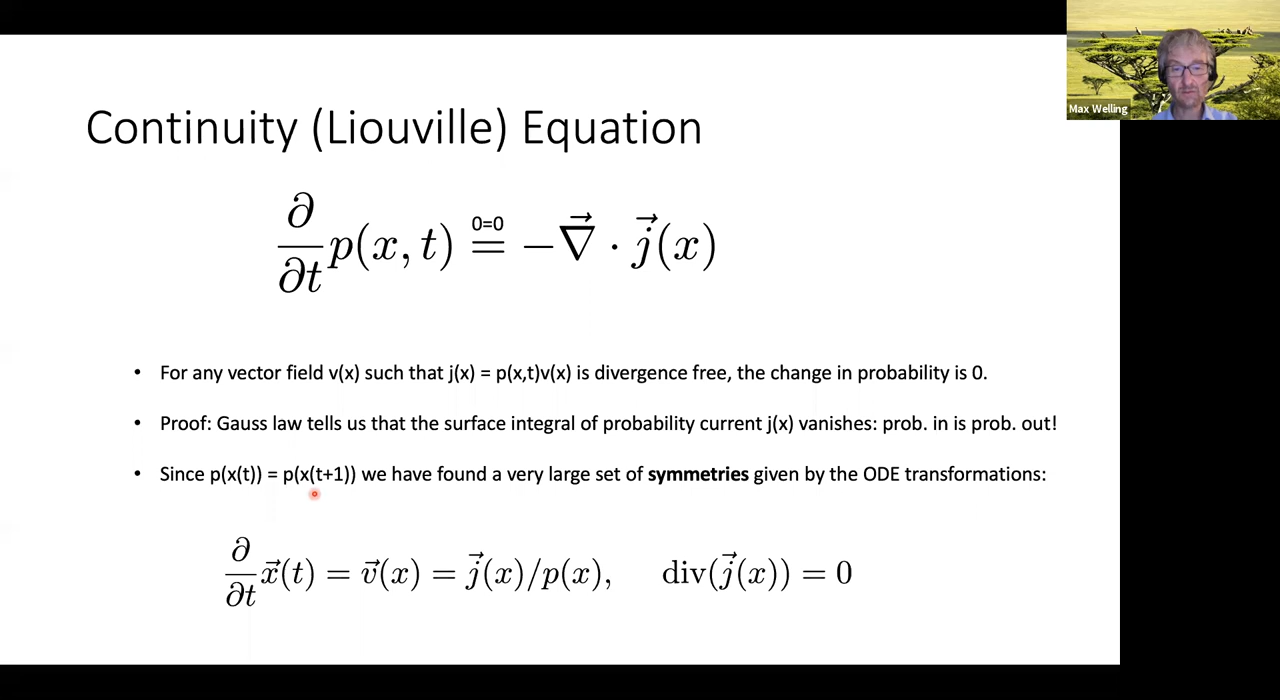 Max Welling
Continuity (Liouville) Equation
∂/∂t p(x, t) =^{0=0} −∇⃗ · j⃗(x)
• For any vector field v(x) such that j(x) = p(x,t)v(x) is divergence free, the change in probability is 0.
• Proof: Gauss law tells us that the surface integral of probability current j(x) vanishes: prob. in is prob. out!
• Since p(x(t)) = p(x(t+1)) we have found a very large set of symmetries given by the ODE transformations:
∂/∂t x⃗(t) = v⃗(x) = j⃗(x)/p(x), div(j⃗(x)) = 0